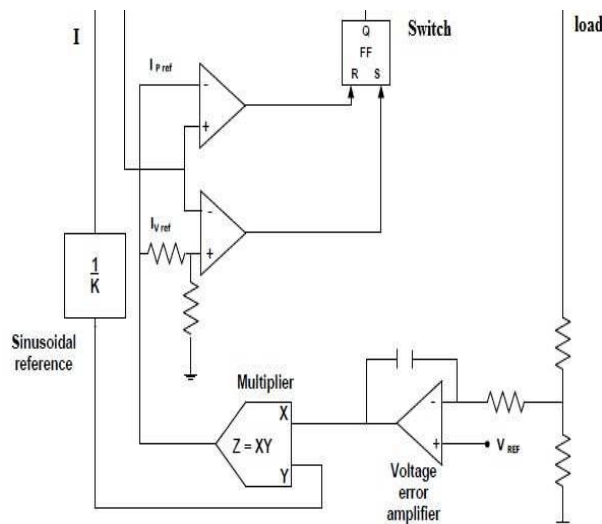 I
Switch
load
Q
FF
R S
I P ref
-
+
I V ref
-
+
1
K
Sinusoidal
reference
Multiplier
X
Z = XY
Y
-
+
V REF
Voltage
error
amplifier